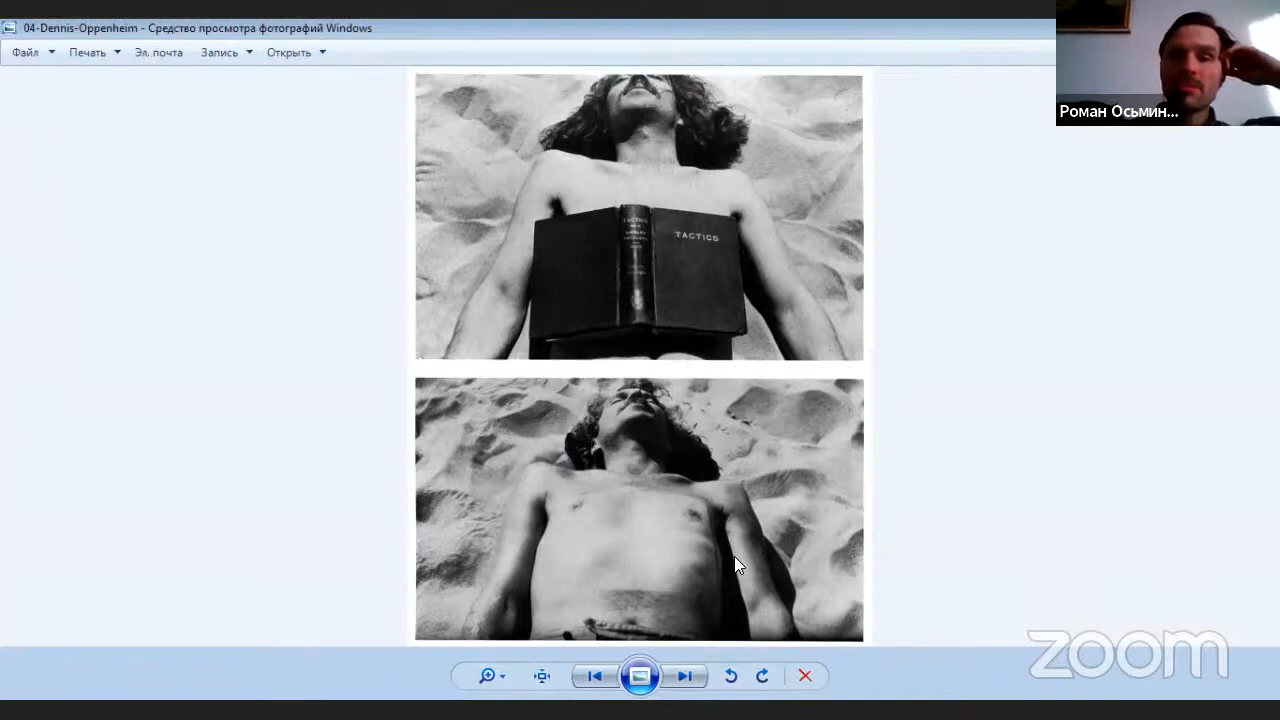 04-Dennis-Oppenheim - Средство просмотра фотографий Windows
Файл Печать Эл. почта Запись Открыть
Роман Осьмин...
TACTICS
TACTICS
zoom